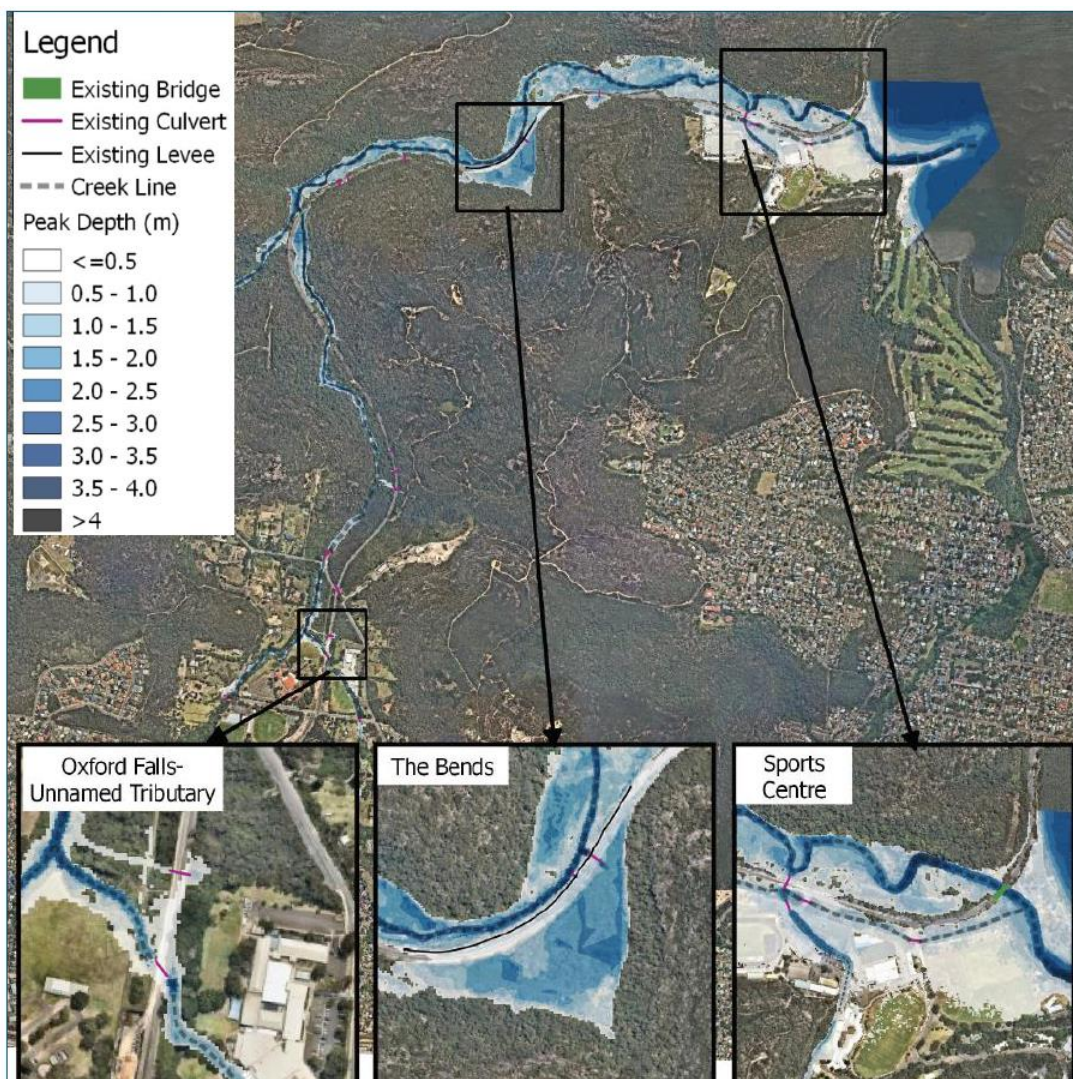 Legend
Existing Bridge
Existing Culvert
Existing Levee
Creek Line
Peak Depth (m)
<=0.5
0.5 - 1.0
1.0 - 1.5
1.5 - 2.0
2.0 - 2.5
2.5 - 3.0
3.0 - 3.5
3.5 - 4.0
>4
Oxford Falls-
Unnamed Tributary
The Bends
Sports
Centre